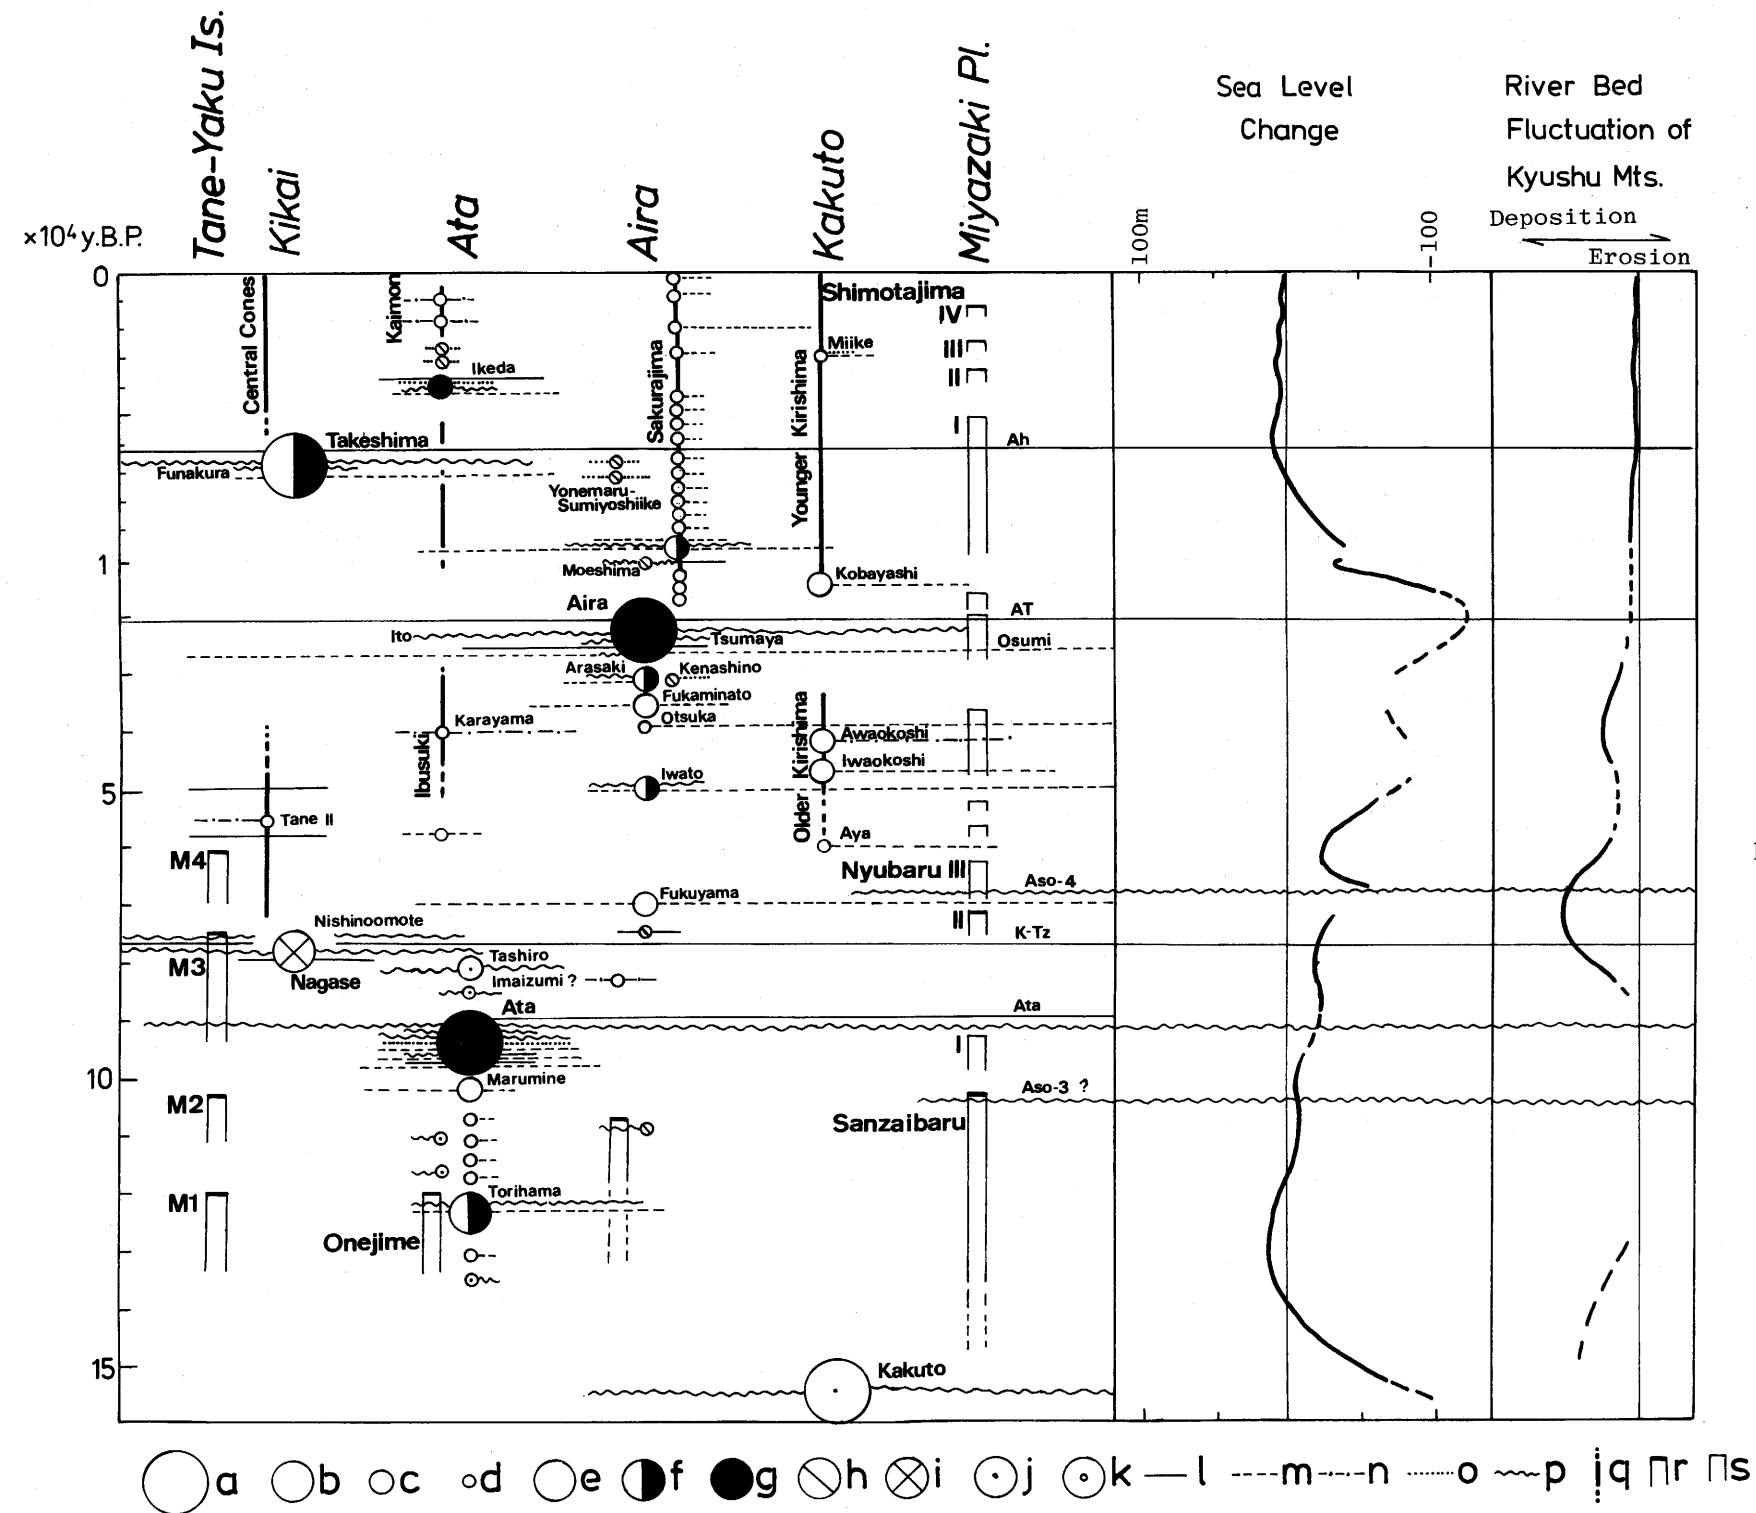 Tane-Yaku Is.
Kikai
Ata
Aira
Kakuto
Miyazaki Pl.
Sea Level
Change
River Bed
Fluctuation of
Kyushu Mts.
Deposition
Erosion
×10⁴ y.B.P.
100m
-100
0
Central Cones
Kaimon
Shimotajima
IV
III
II
I
Miike
Ikeda
Sakurajima
Younger Kirishima
Takeshima
Ah
Funakura
Yonemaru-
Sumiyoshiike
1
Moeshima
Kobayashi
Aira
AT
Ito
Tsumaya
Osumi
Arasaki
Kenashino
Fukaminato
Otsuka
Karayama
Ibusuki
Older Kirishima
Awaokoshi
Iwaokoshi
Iwato
5
Tane II
Aya
M4
Nyubaru III
Aso-4
Fukuyama
II
Nishinoomote
K-Tz
M3
Tashiro
Nagase
Imaizumi ?
Ata
Ata
I
10
Marumine
Aso-3 ?
M2
Sanzaibaru
Torihama
M1
Onejime
15
Kakuto
a b c d e f g h i j k l m n o p q r s